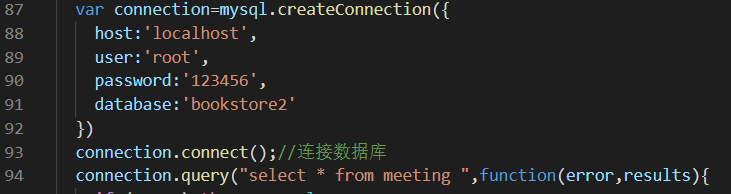 87 var connection=mysql.createConnection({
88 host:'localhost',
89 user:'root',
90 password:'123456',
91 database:'bookstore2'
92 })
93 connection.connect();//连接数据库
94 connection.query("select * from meeting ",function(error,results){